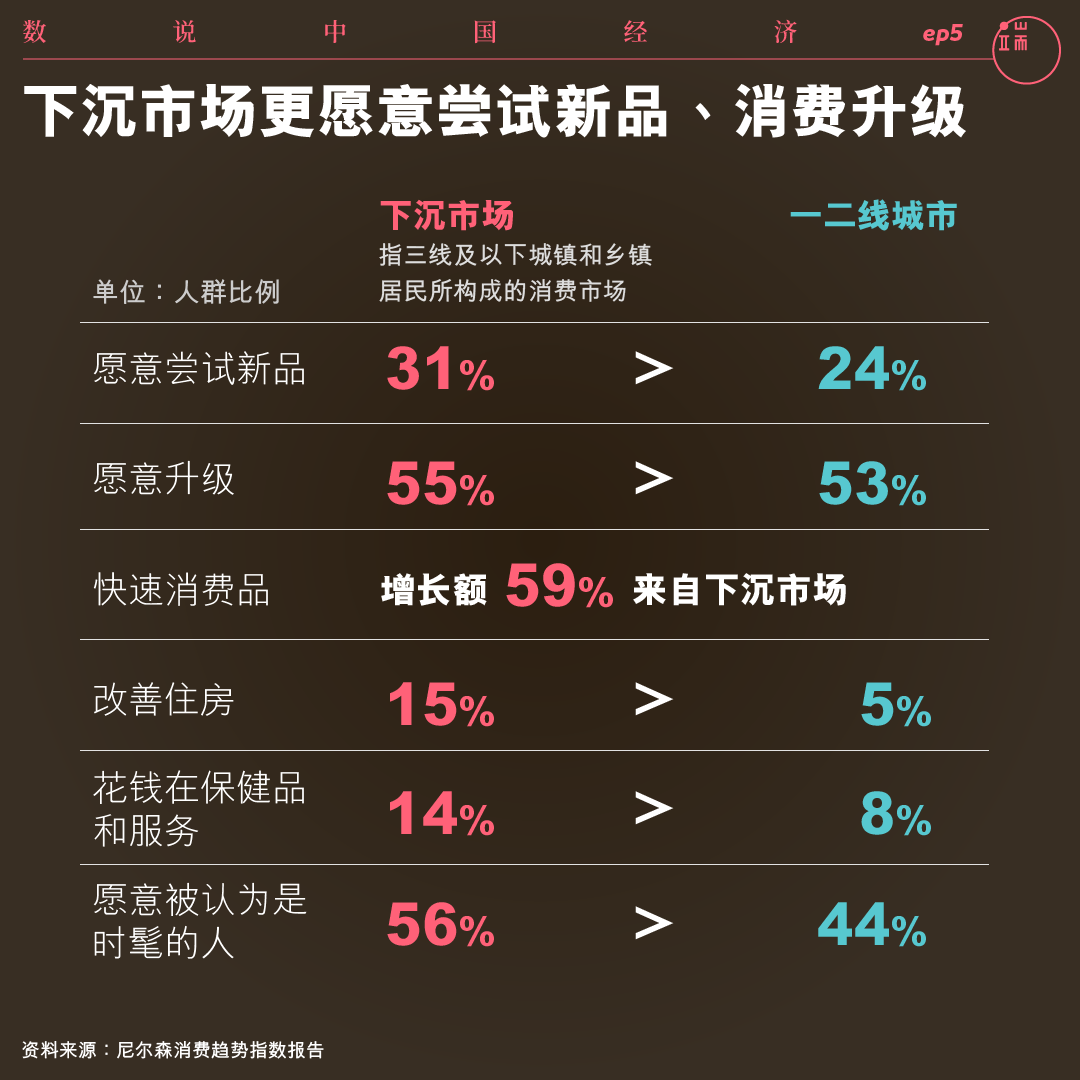 数说中国经济 ep5 端
下沉市场更愿意尝试新品、消费升级
下沉市场 一二线城市
指三线及以下城镇和乡镇
居民所构成的消费市场
单位：人群比例
愿意尝试新品 31% > 24%
愿意升级 55% > 53%
快速消费品 增长额 59% 来自下沉市场
改善住房 15% > 5%
花钱在保健品
和服务 14% > 8%
愿意被认为是
时髦的人 56% > 44%
资料来源：尼尔森消费趋势指数报告